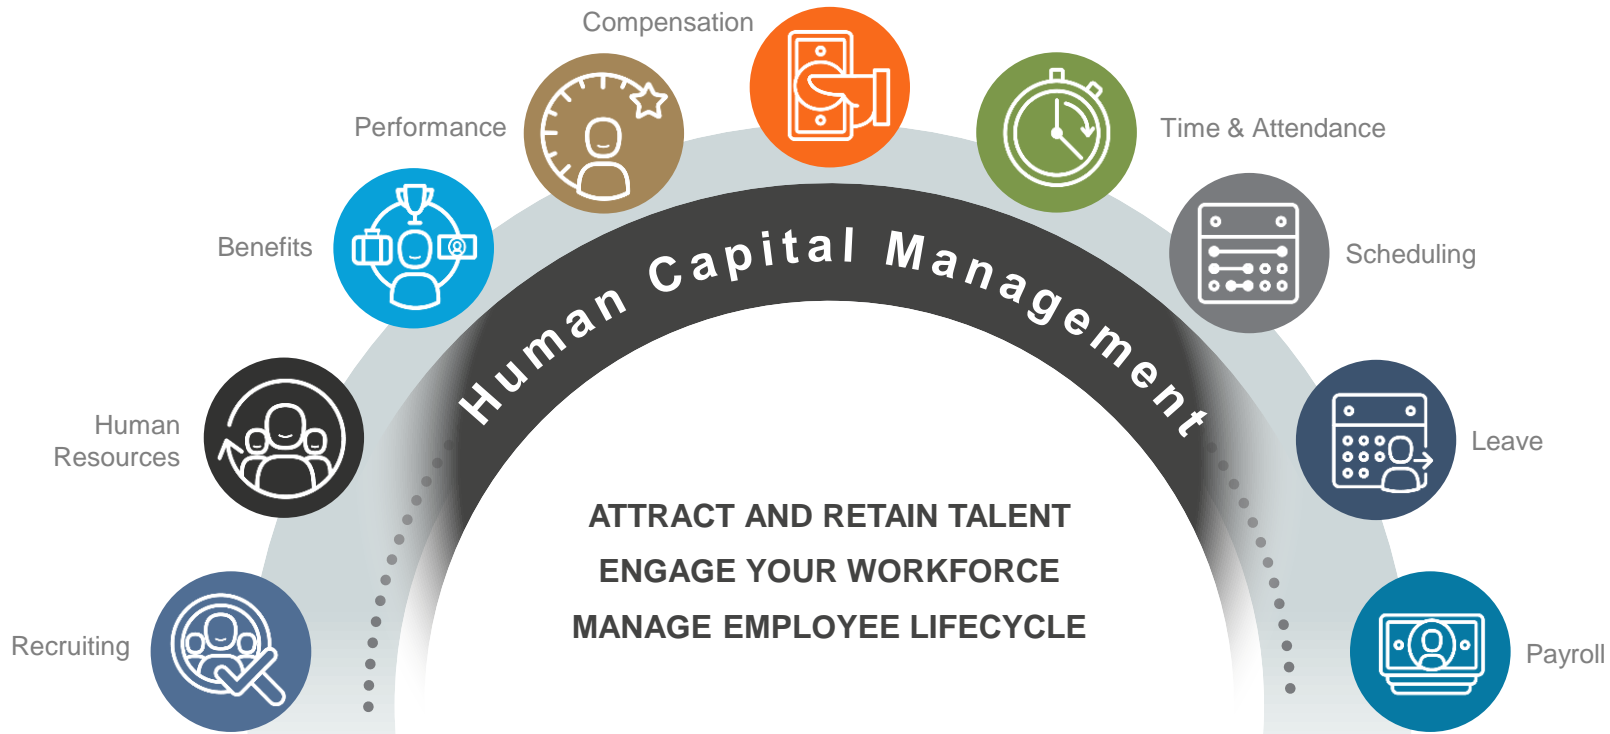 Compensation
Performance
Time & Attendance
Benefits
Scheduling
Human Capital Management
Human
Resources
Leave
ATTRACT AND RETAIN TALENT
ENGAGE YOUR WORKFORCE
MANAGE EMPLOYEE LIFECYCLE
Recruiting
Payroll